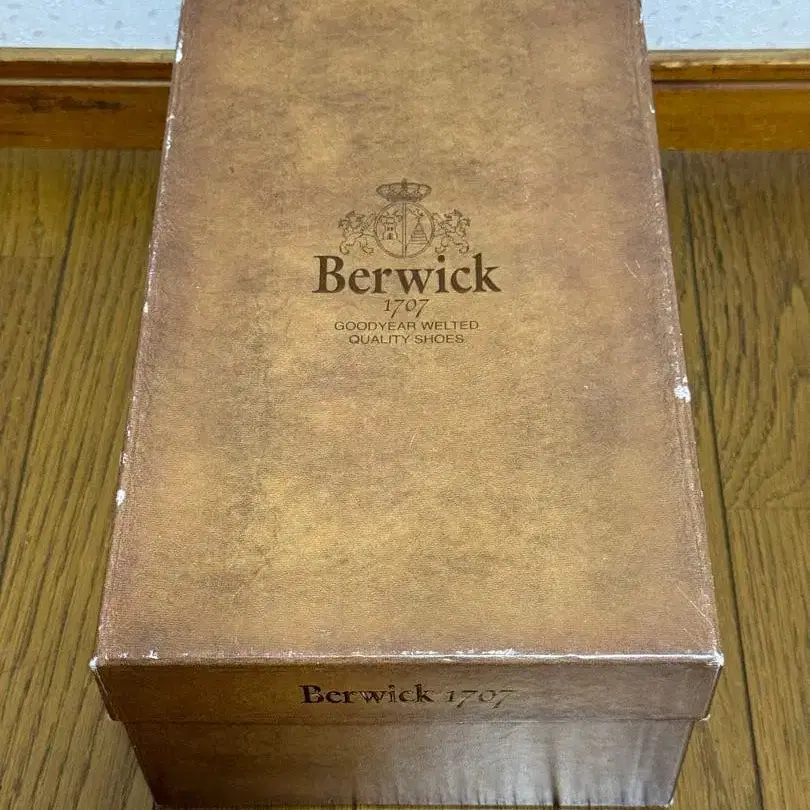 Berwick
1707
GOODYEAR WELTED
QUALITY SHOES
Berwick 1707